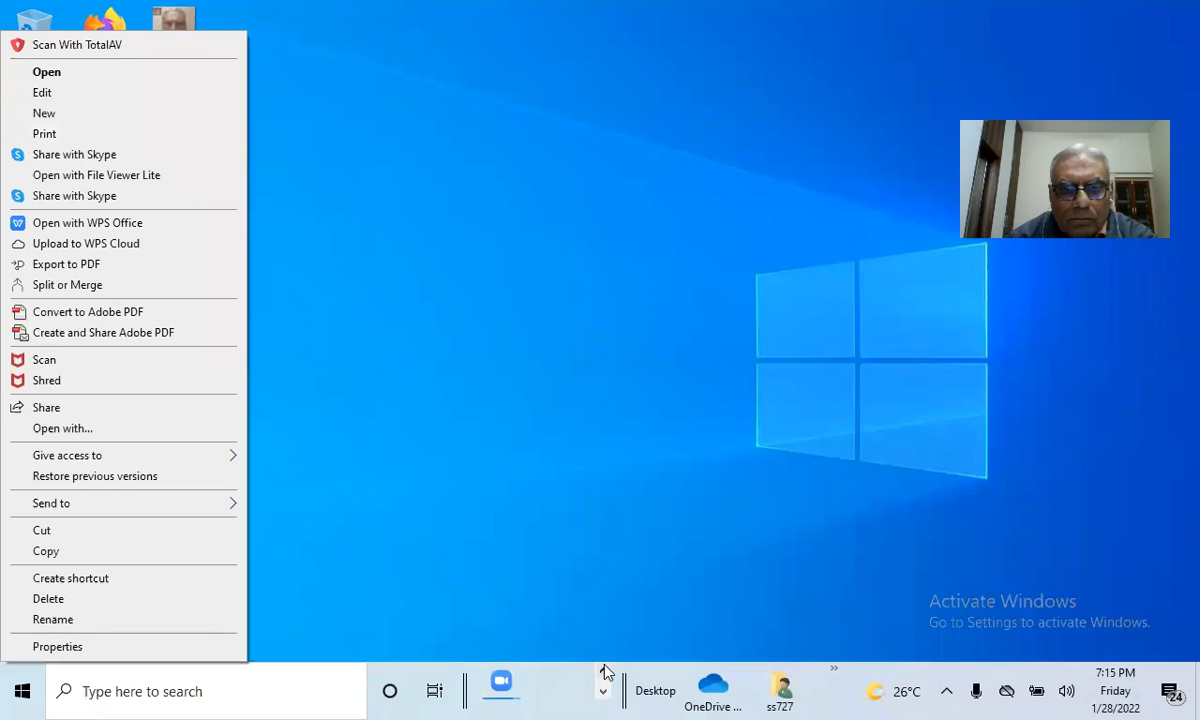 Scan With TotalAV
Open
Edit
New
Print
Share with Skype
Open with File Viewer Lite
Share with Skype
Open with WPS Office
Upload to WPS Cloud
Export to PDF
Split or Merge
Convert to Adobe PDF
Create and Share Adobe PDF
Scan
Shred
Share
Open with...
Give access to
Restore previous versions
Send to
Cut
Copy
Create shortcut
Delete
Rename
Properties
Activate Windows
Go to Settings to activate Windows.
Type here to search
Desktop
OneDrive ...
ss727
26°C
7:15 PM
Friday
1/28/2022
24